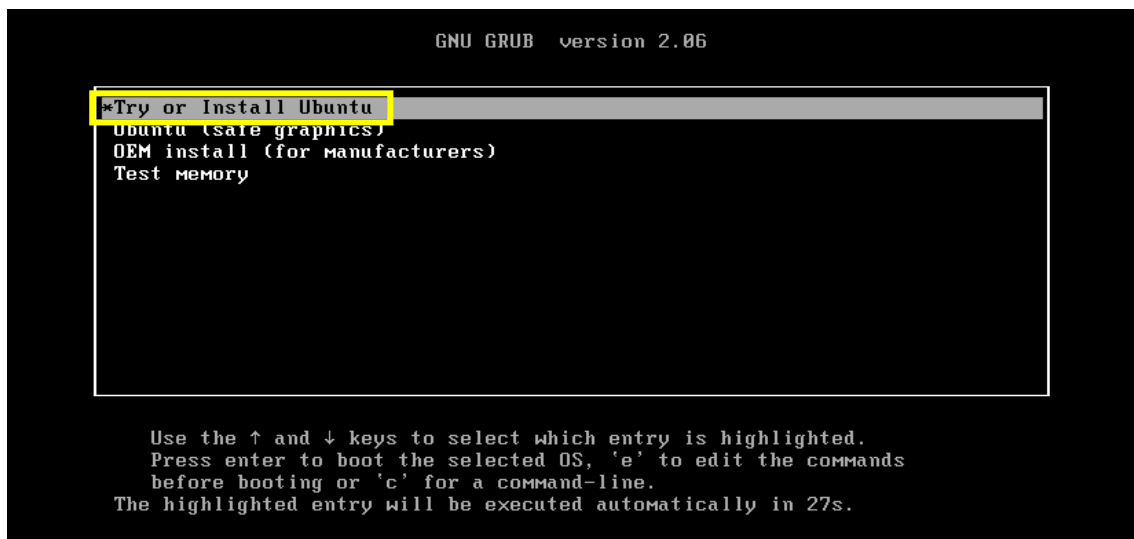 GNU GRUB version 2.06
*Try or Install Ubuntu
Ubuntu (safe graphics)
OEM install (for manufacturers)
Test memory
Use the ↑ and ↓ keys to select which entry is highlighted.
Press enter to boot the selected OS, `e' to edit the commands
before booting or `c' for a command-line.
The highlighted entry will be executed automatically in 27s.